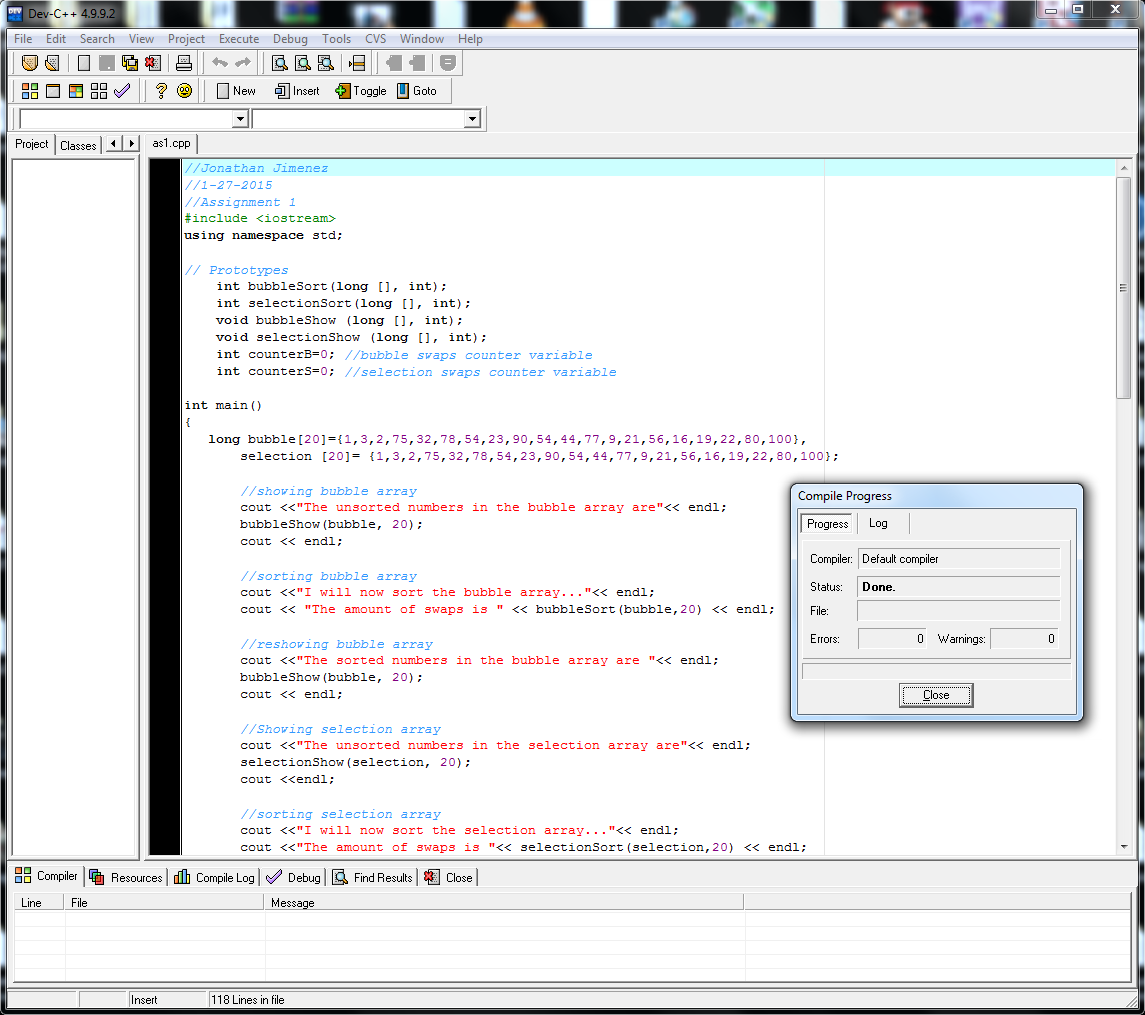 Dev-C++ 4.9.9.2
File Edit Search View Project Execute Debug Tools CVS Window Help
New Insert Toggle Goto
Project Classes as1.cpp
//Jonathan Jimenez
//1-27-2015
//Assignment 1
#include <iostream>
using namespace std;
// Prototypes
int bubbleSort(long [], int);
int selectionSort(long [], int);
void bubbleShow (long [], int);
void selectionShow (long [], int);
int counterB=0; //bubble swaps counter variable
int counterS=0; //selection swaps counter variable
int main()
{
long bubble[20]={1,3,2,75,32,78,54,23,90,54,44,77,9,21,56,16,19,22,80,100},
selection [20]= {1,3,2,75,32,78,54,23,90,54,44,77,9,21,56,16,19,22,80,100};
//showing bubble array
cout <<"The unsorted numbers in the bubble array are"<< endl;
bubbleShow(bubble, 20);
cout << endl;
//sorting bubble array
cout <<"I will now sort the bubble array..."<< endl;
cout << "The amount of swaps is " << bubbleSort(bubble,20) << endl;
//reshowing bubble array
cout <<"The sorted numbers in the bubble array are "<< endl;
bubbleShow(bubble, 20);
cout << endl;
//Showing selection array
cout <<"The unsorted numbers in the selection array are"<< endl;
selectionShow(selection, 20);
cout <<endl;
//sorting selection array
cout <<"I will now sort the selection array..."<< endl;
cout <<"The amount of swaps is "<< selectionSort(selection,20) << endl;
Compile Progress
Progress Log
Compiler: Default compiler
Status: Done.
File:
Errors: 0 Warnings: 0
Close
Compiler Resources Compile Log Debug Find Results Close
Line File Message
Insert 118 Lines in file